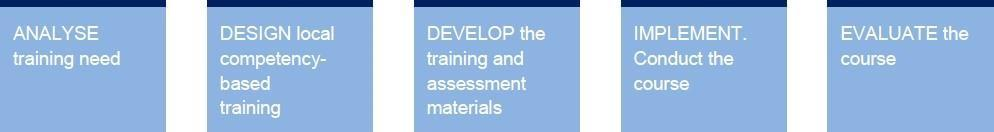 ANALYSE
training need
DESIGN local
competency-
based
training
DEVELOP the
training and
assessment
materials
IMPLEMENT.
Conduct the
course
EVALUATE the
course